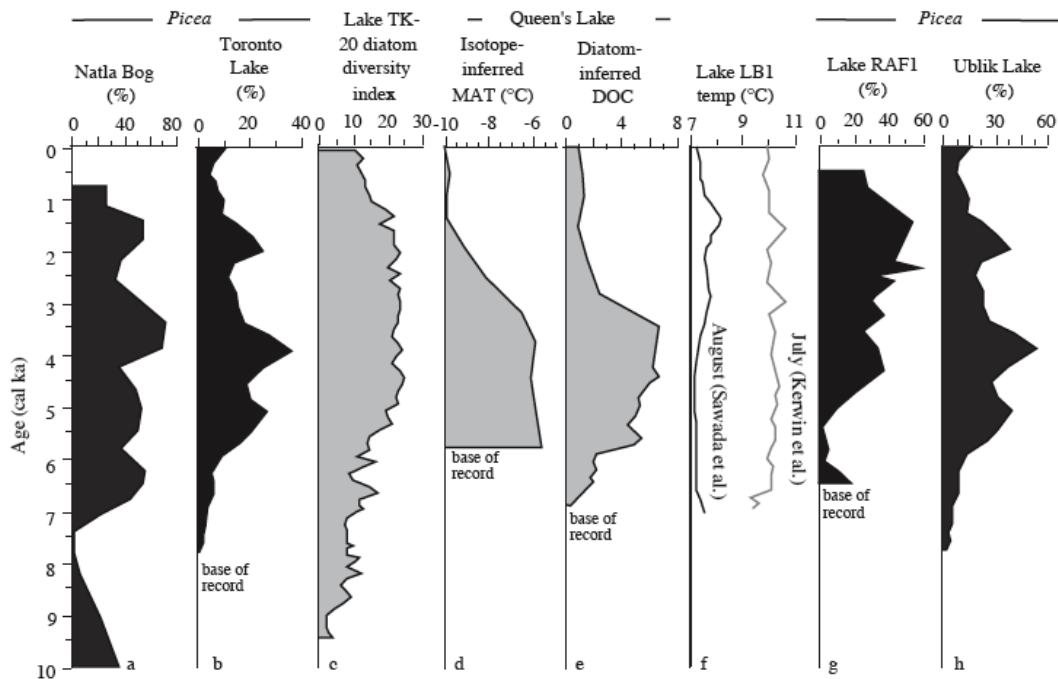 Picea
Lake TK-
20 diatom
diversity
index
Queen's Lake
Picea
Natla Bog
(%)
Toronto
Lake
(%)
Isotope-
inferred
MAT (°C)
Diatom-
inferred
DOC
Lake LB1
temp (°C)
Lake RAF1
(%)
Ublik Lake
(%)
0 40 80
0 20 40
0 10 20 30
-10 -8 -6
0 4 8
7 9 11
0 20 40 60
0 30 60
Age (cal ka)
0
1
2
3
4
5
6
7
8
9
10
base of
record
base of
record
base of
record
August (Sawada et al.)
July (Kerwin et al.)
base of
record
a b c d e f g h